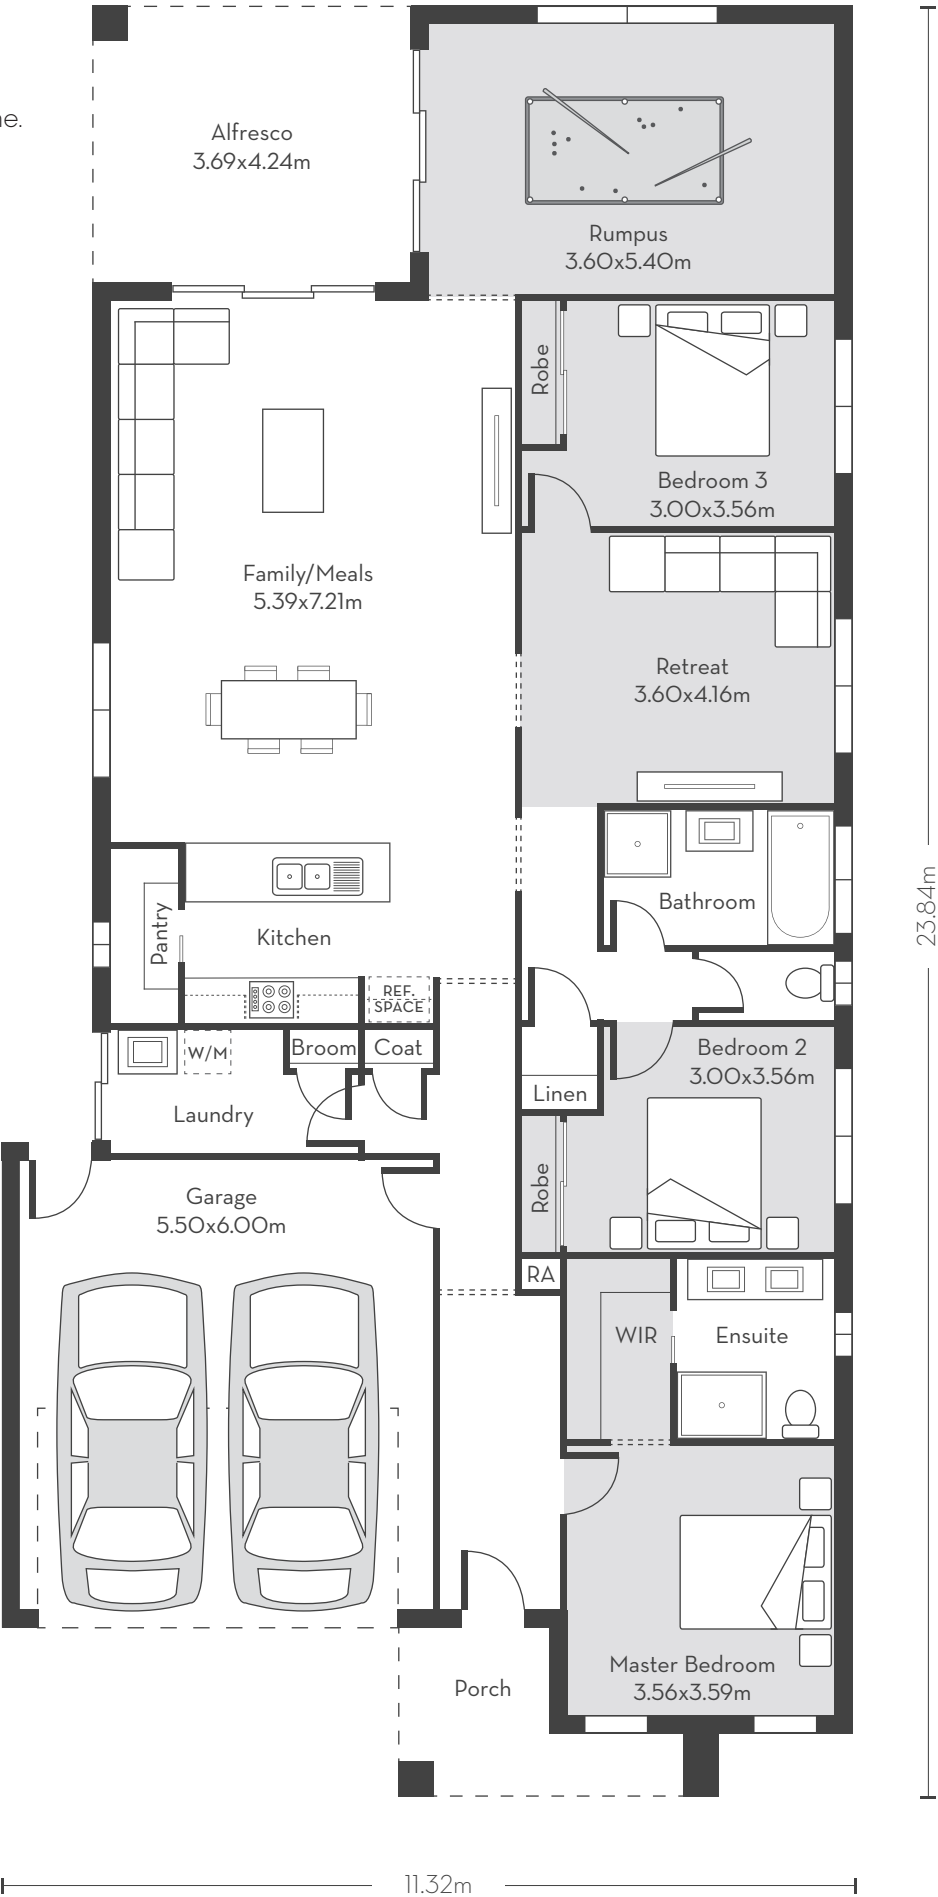 ne.
Alfresco
3.69x4.24m
Rumpus
3.60x5.40m
Robe
Bedroom 3
3.00x3.56m
Family/Meals
5.39x7.21m
Retreat
3.60x4.16m
Bathroom
Pantry
Kitchen
REF.
SPACE
23.84m
W/M
Broom
Coat
Laundry
Bedroom 2
3.00x3.56m
Linen
Robe
Garage
5.50x6.00m
RA
WIR
Ensuite
Master Bedroom
3.56x3.59m
Porch
11.32m